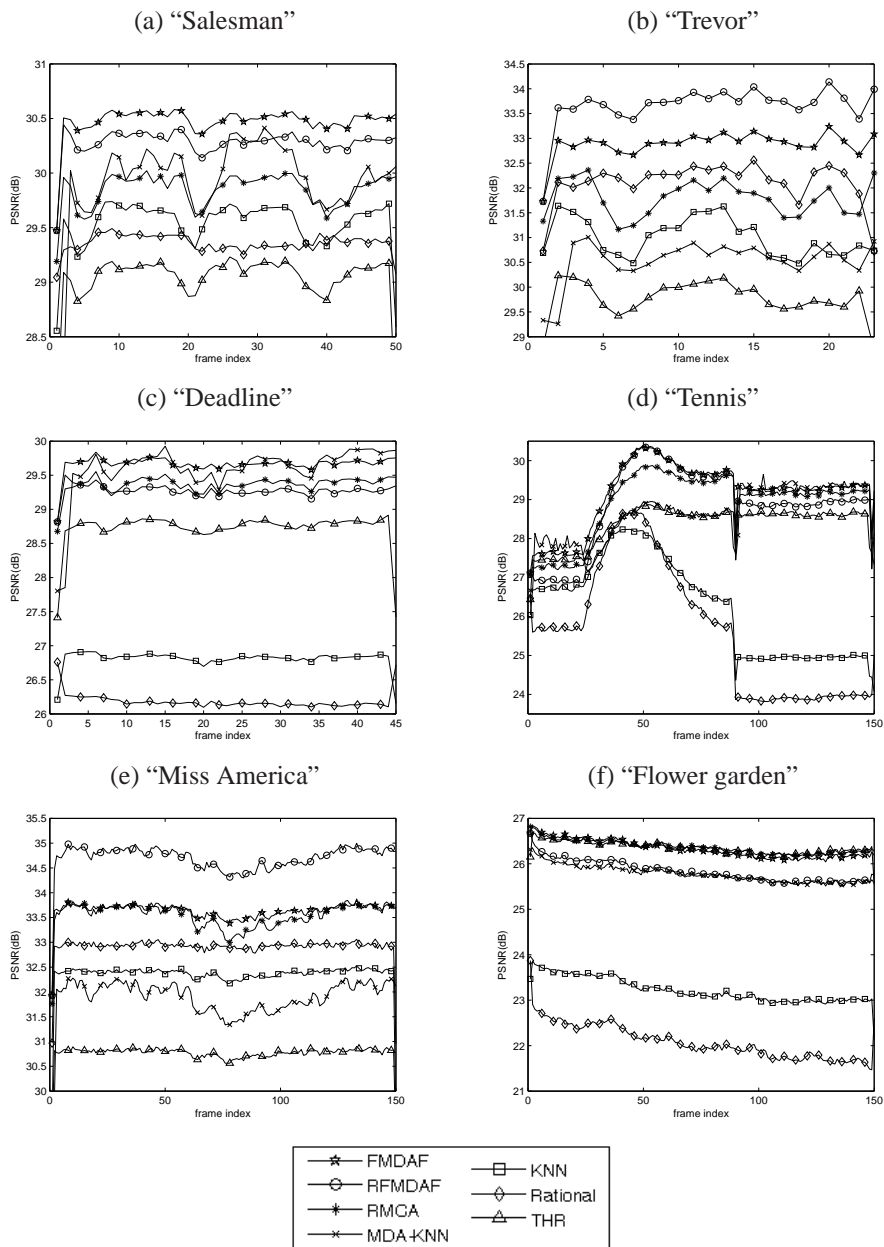 (a) “Salesman”
31
30.5
30
29.5
29
28.5
PSNR(dB)
0 10 20 30 40 50
frame index
(b) “Trevor”
34.5
34
33.5
33
32.5
32
31.5
31
30.5
30
29.5
29
PSNR(dB)
0 5 10 15 20
frame index
(c) “Deadline”
30
29.5
29
28.5
28
27.5
27
26.5
26
PSNR(dB)
0 5 10 15 20 25 30 35 40 45
frame index
(d) “Tennis”
30
29
28
27
26
25
24
PSNR(dB)
0 50 100 150
frame index
(e) “Miss America”
35.5
35
34.5
34
33.5
33
32.5
32
31.5
31
30.5
30
PSNR(dB)
0 50 100 150
frame index
(f) “Flower garden”
27
26
25
24
23
22
21
PSNR(dB)
0 50 100 150
frame index
FMDAF
RFMDAF
RMCA
MDA-KNN
KNN
Rational
THR